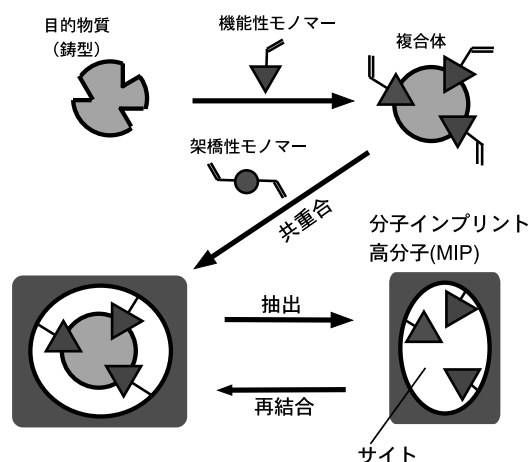 目的物質
（鋳型）
機能性モノマー
複合体
架橋性モノマー
共重合
分子インプリント
高分子(MIP)
抽出
再結合
サイト